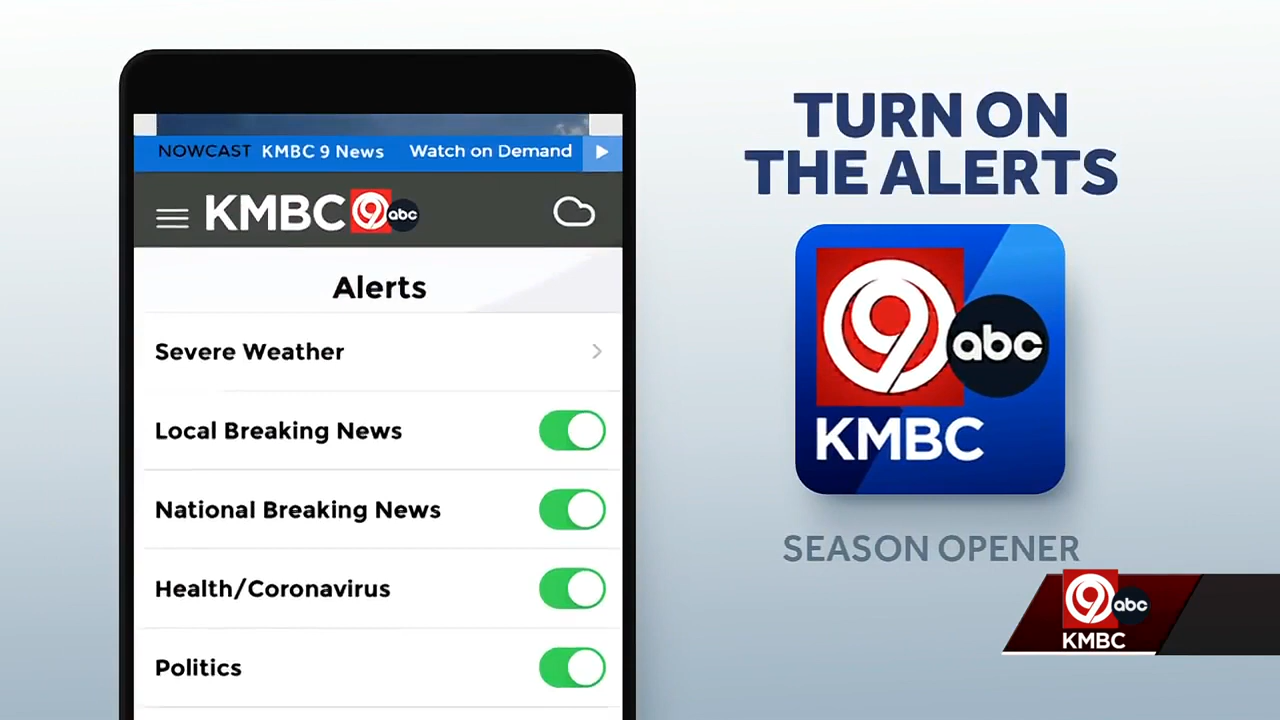 NOWCAST KMBC 9 News Watch on Demand
KMBC 9 abc
Alerts
Severe Weather
Local Breaking News
National Breaking News
Health/Coronavirus
Politics
TURN ON
THE ALERTS
9 abc
KMBC
SEASON OPENER
9 abc
KMBC